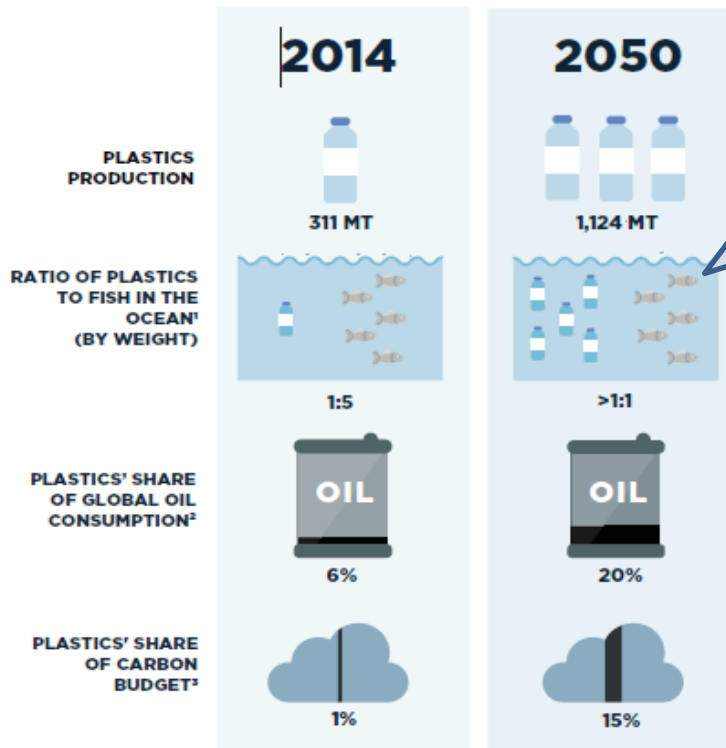 2014
2050
PLASTICS
PRODUCTION
311 MT
1,124 MT
RATIO OF PLASTICS
TO FISH IN THE
OCEAN¹
(BY WEIGHT)
1:5
>1:1
PLASTICS' SHARE
OF GLOBAL OIL
CONSUMPTION²
OIL
OIL
6%
20%
PLASTICS' SHARE
OF CARBON
BUDGET³
1%
15%